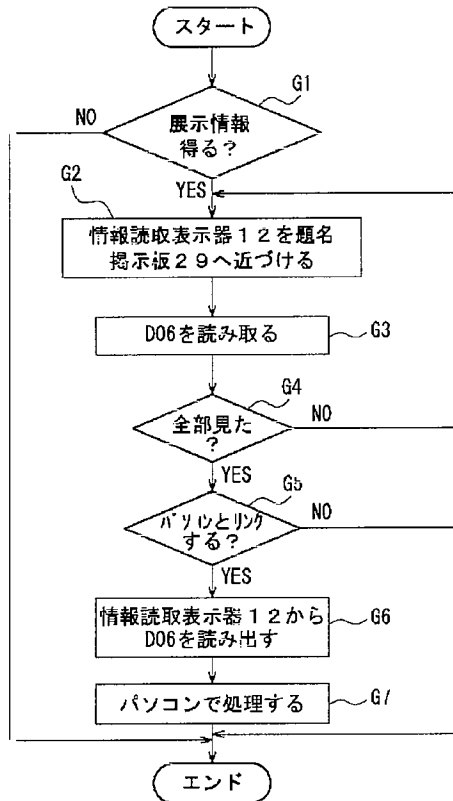 スタート
G1
NO
展示情報
得る？
G2
YES
情報読取表示器１２を題名
掲示板２９へ近づける
D06を読み取る
G3
G4
全部見た
？
NO
YES
G5
パソコンとリンク
する？
NO
YES
情報読取表示器１２から
D06を読み出す
G6
パソコンで処理する
G7
エンド